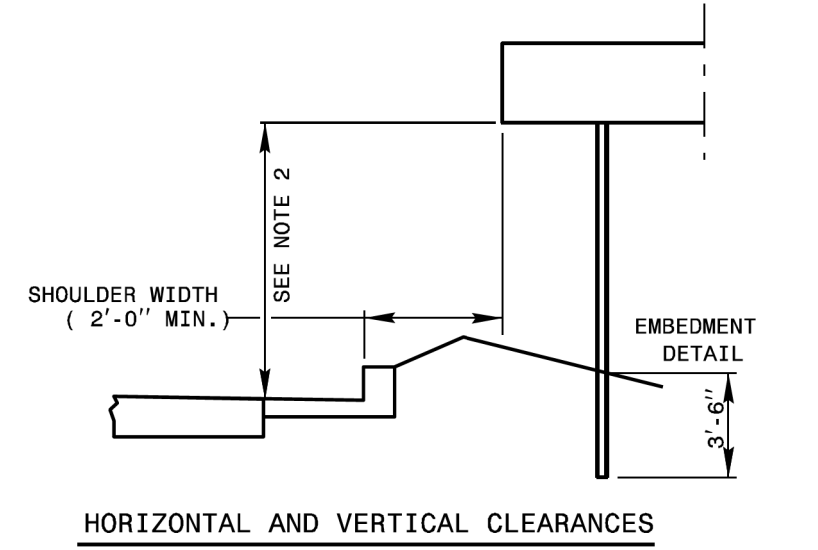 SEE NOTE 2
SHOULDER WIDTH
( 2'-0" MIN.)
EMBEDMENT
DETAIL
3'-6"
HORIZONTAL AND VERTICAL CLEARANCES